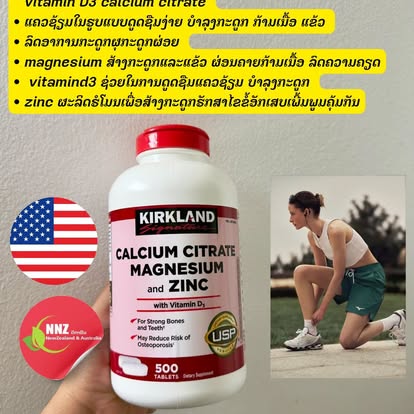 vitamin D3 calcium citrate
• ແຄວຊ້ຽມໃນຮູບແບບດູດຊຶມງ່າຍ ບຳລຸງກະດູກ ກ້າມເນື້ອ ແຂ້ວ
• ລິດອາການກະດູກຜຸກະດູກຜ່ອຍ
• magnesium ສ້າງກະດູກແລະແຂ້ວ ຜ່ອນຄາຍກ້າມເນື້ອ ລິດຄວາມຄຽດ
• vitamind3 ຊ່ວຍໃນການດູດຊຶມແຄວຊ້ຽມ ບຳລຸງກະດູກ
• zinc ຜະລິດຮໍໂມນເພື່ອສ້າງກະດູກຮັກສາໄຂຂໍ້ອັກເສບເພີ້ມພູມຄຸ້ມກັນ
KIRKLAND
Signature
CALCIUM CITRATE
MAGNESIUM
and ZINC
with Vitamin D3
For Strong Bones
and Teeth
May Reduce Risk of
Osteoporosis
USP
500
TABLETS
Dietary Supplement
NNZ
NewZealand & Australia